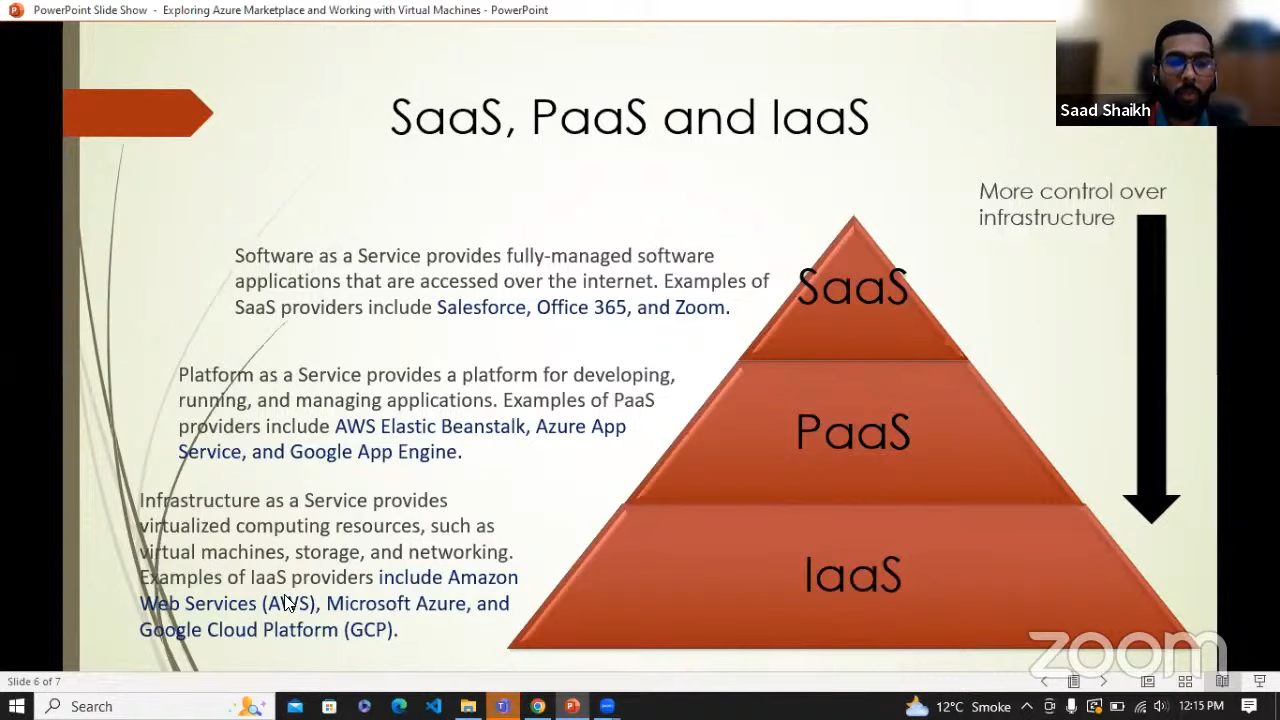 PowerPoint Slide Show - Exploring Azure Marketplace and Working with Virtual Machines - PowerPoint
Saad Shaikh
SaaS, PaaS and IaaS
More control over
infrastructure
Software as a Service provides fully-managed software
applications that are accessed over the internet. Examples of
SaaS providers include Salesforce, Office 365, and Zoom.
SaaS
Platform as a Service provides a platform for developing,
running, and managing applications. Examples of PaaS
providers include AWS Elastic Beanstalk, Azure App
Service, and Google App Engine.
PaaS
Infrastructure as a Service provides
virtualized computing resources, such as
virtual machines, storage, and networking.
Examples of IaaS providers include Amazon
Web Services (AWS), Microsoft Azure, and
Google Cloud Platform (GCP).
IaaS
zoom
Slide 6 of 7
Search
12°C Smoke
12:15 PM